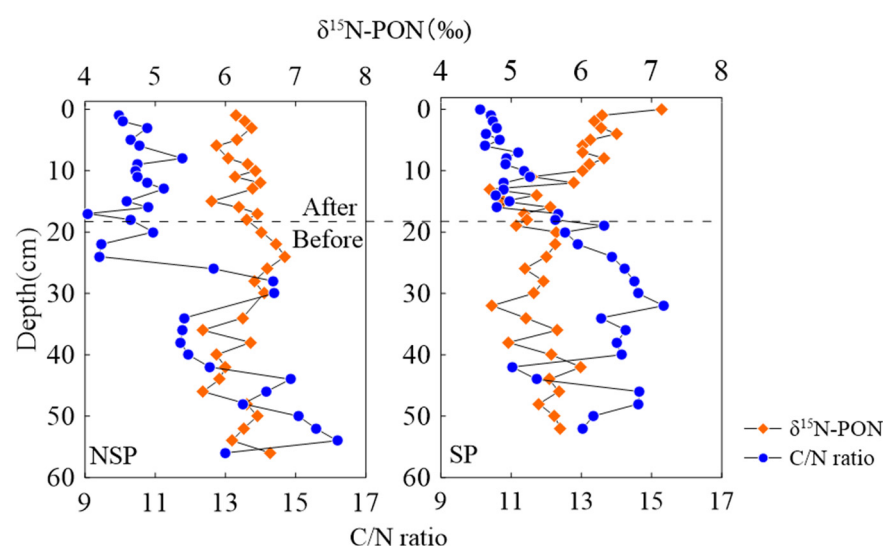 δ¹⁵N-PON(‰)
4 5 6 7 8 4 5 6 7 8
0
10
After
20 Before
Depth(cm)
30
40
50
NSP SP
60
δ¹⁵N-PON
C/N ratio
9 11 13 15 17 9 11 13 15 17
C/N ratio